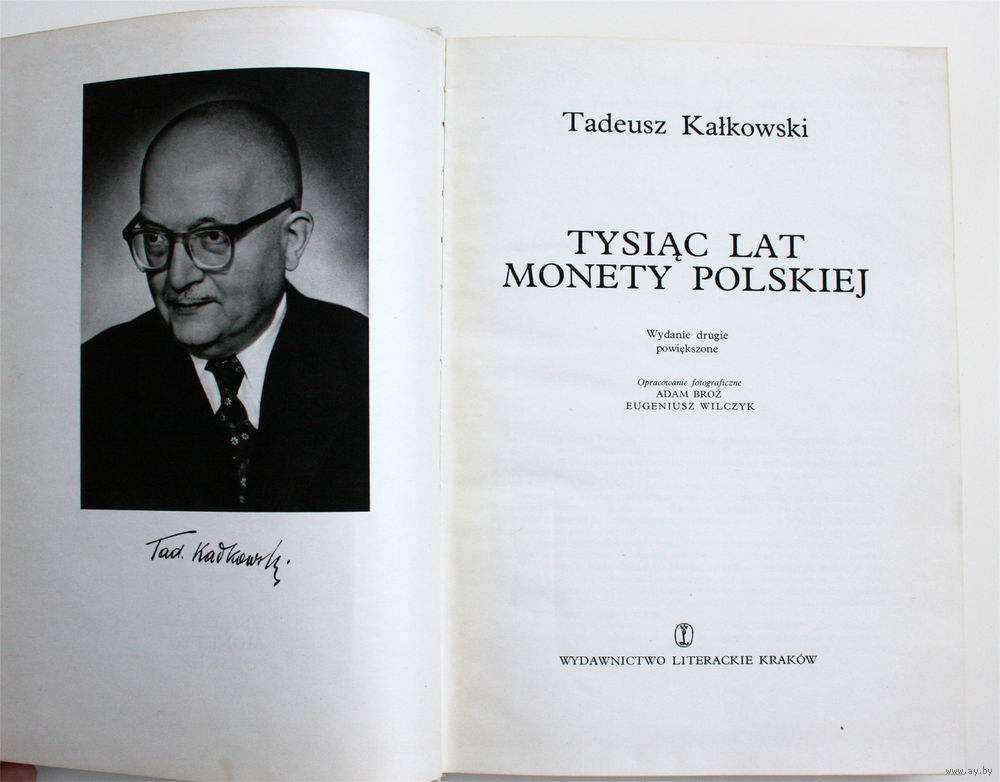 Tad. Kałkowski
Tadeusz Kałkowski
TYSIĄC LAT
MONETY POLSKIEJ
Wydanie drugie
powiększone
Opracowanie fotograficzne
ADAM BROŻ
EUGENIUSZ WILCZYK
WYDAWNICTWO LITERACKIE KRAKÓW
www.ay.by